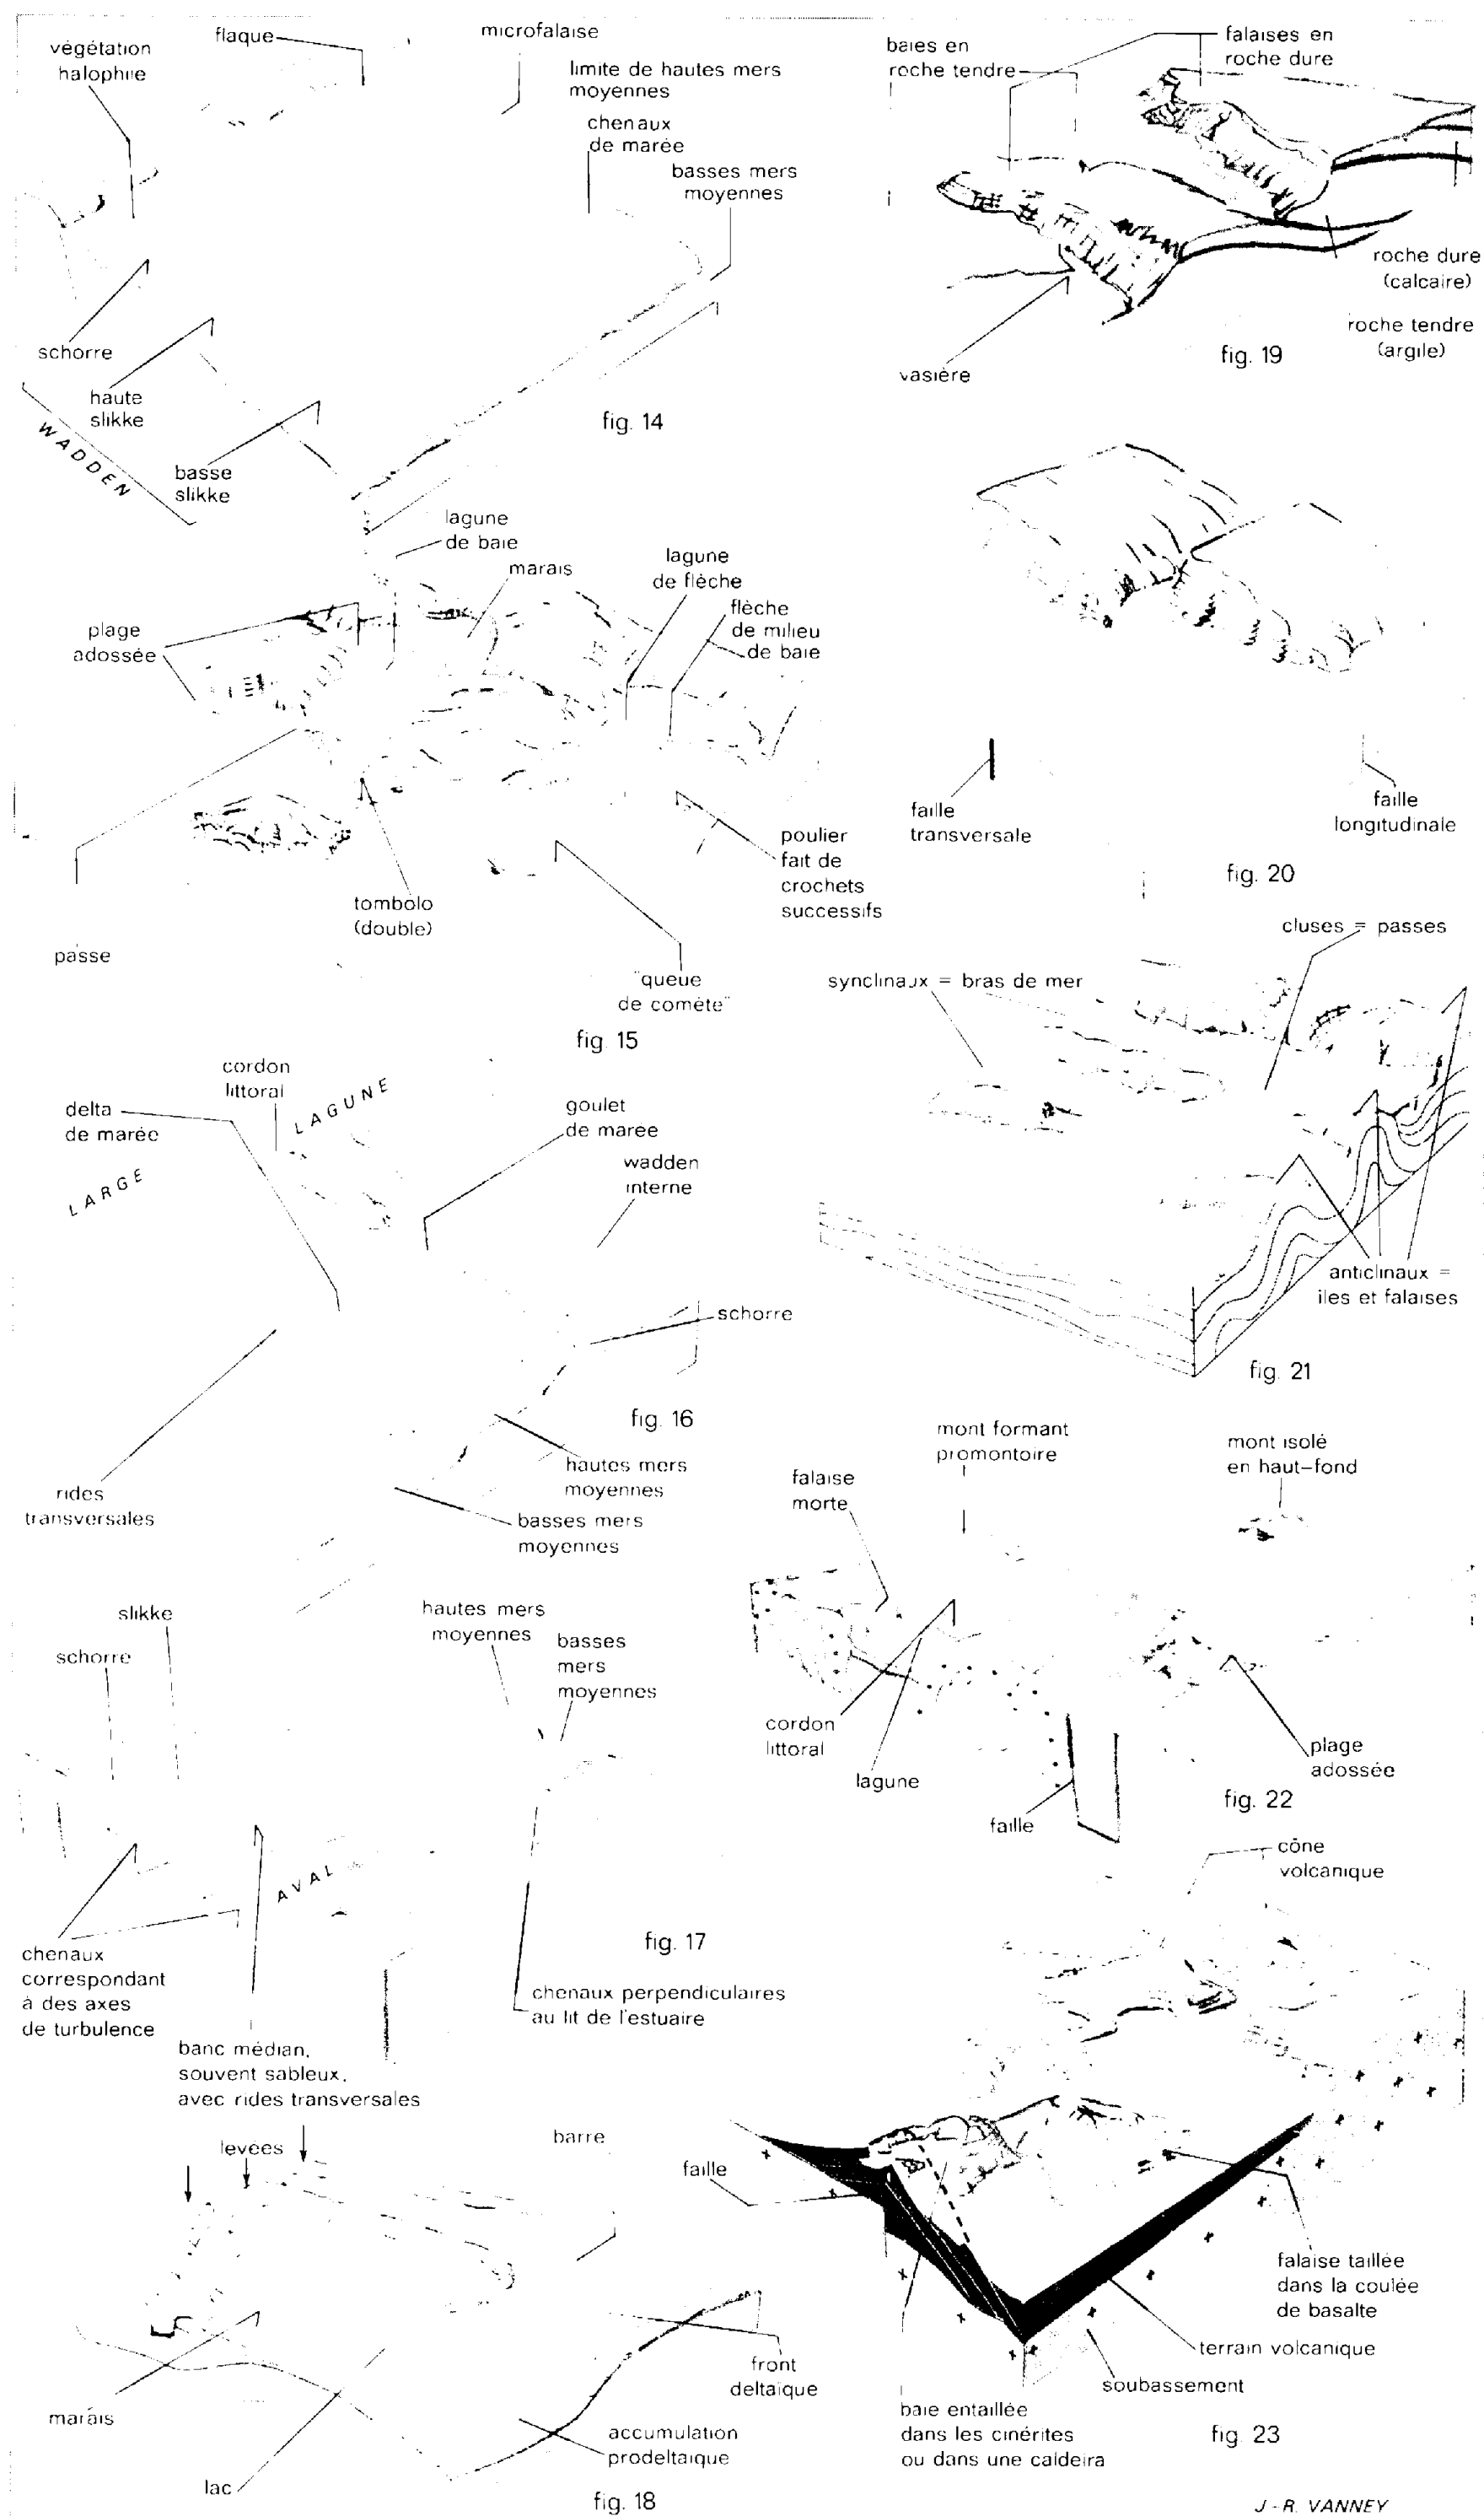 végétation
halophile
flaque
microfalaise
limite de hautes mers
moyennes
chenaux
de marée
basses mers
moyennes
schorre
haute
slikke
basse
slikke
WADDEN
fig. 14
lagune
de baie
marais
lagune
de flèche
flèche
de milieu
de baie
plage
adossée
passe
tombolo
(double)
poulier
fait de
crochets
successifs
"queue
de comète"
fig. 15
cordon
littoral
LAGUNE
delta
de marée
LARGE
goulet
de marée
wadden
interne
schorre
fig. 16
hautes mers
moyennes
basses mers
moyennes
rides
transversales
slikke
schorre
hautes mers
moyennes
basses
mers
moyennes
AVAL
chenaux
correspondant
à des axes
de turbulence
fig. 17
chenaux perpendiculaires
au lit de l'estuaire
banc médian,
souvent sableux,
avec rides transversales
levées
barre
marais
lac
front
deltaïque
accumulation
prodeltaïque
fig. 18
baies en
roche tendre
falaises en
roche dure
roche dure
(calcaire)
roche tendre
(argile)
vasière
fig. 19
faille
transversale
faille
longitudinale
fig. 20
cluses = passes
synclinaux = bras de mer
anticlinaux =
îles et falaises
fig. 21
mont formant
promontoire
mont isolé
en haut-fond
falaise
morte
cordon
littoral
lagune
faille
plage
adossée
fig. 22
cône
volcanique
faille
falaise taillée
dans la coulée
de basalte
terrain volcanique
soubassement
baie entaillée
dans les cinérites
ou dans une caldeira
fig. 23
J.-R. VANNEY